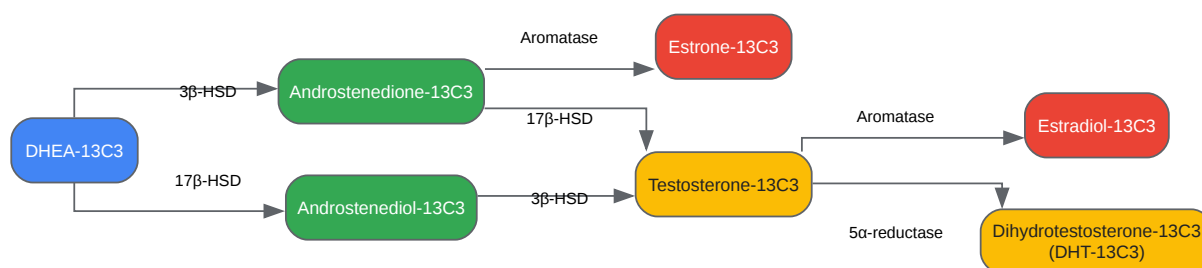 Aromatase
Estrone-13C3
3β-HSD
Androstenedione-13C3
17β-HSD
Aromatase
Estradiol-13C3
DHEA-13C3
17β-HSD
Androstenediol-13C3
3β-HSD
Testosterone-13C3
5α-reductase
Dihydrotestosterone-13C3
(DHT-13C3)